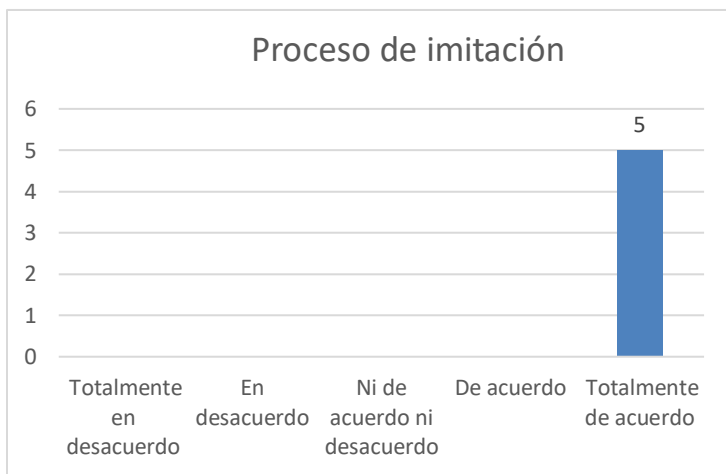 Proceso de imitación
6
5
4
3
2
1
0
5
Totalmente
en
desacuerdo
En
desacuerdo
Ni de
acuerdo ni
desacuerdo
De acuerdo
Totalmente
de acuerdo